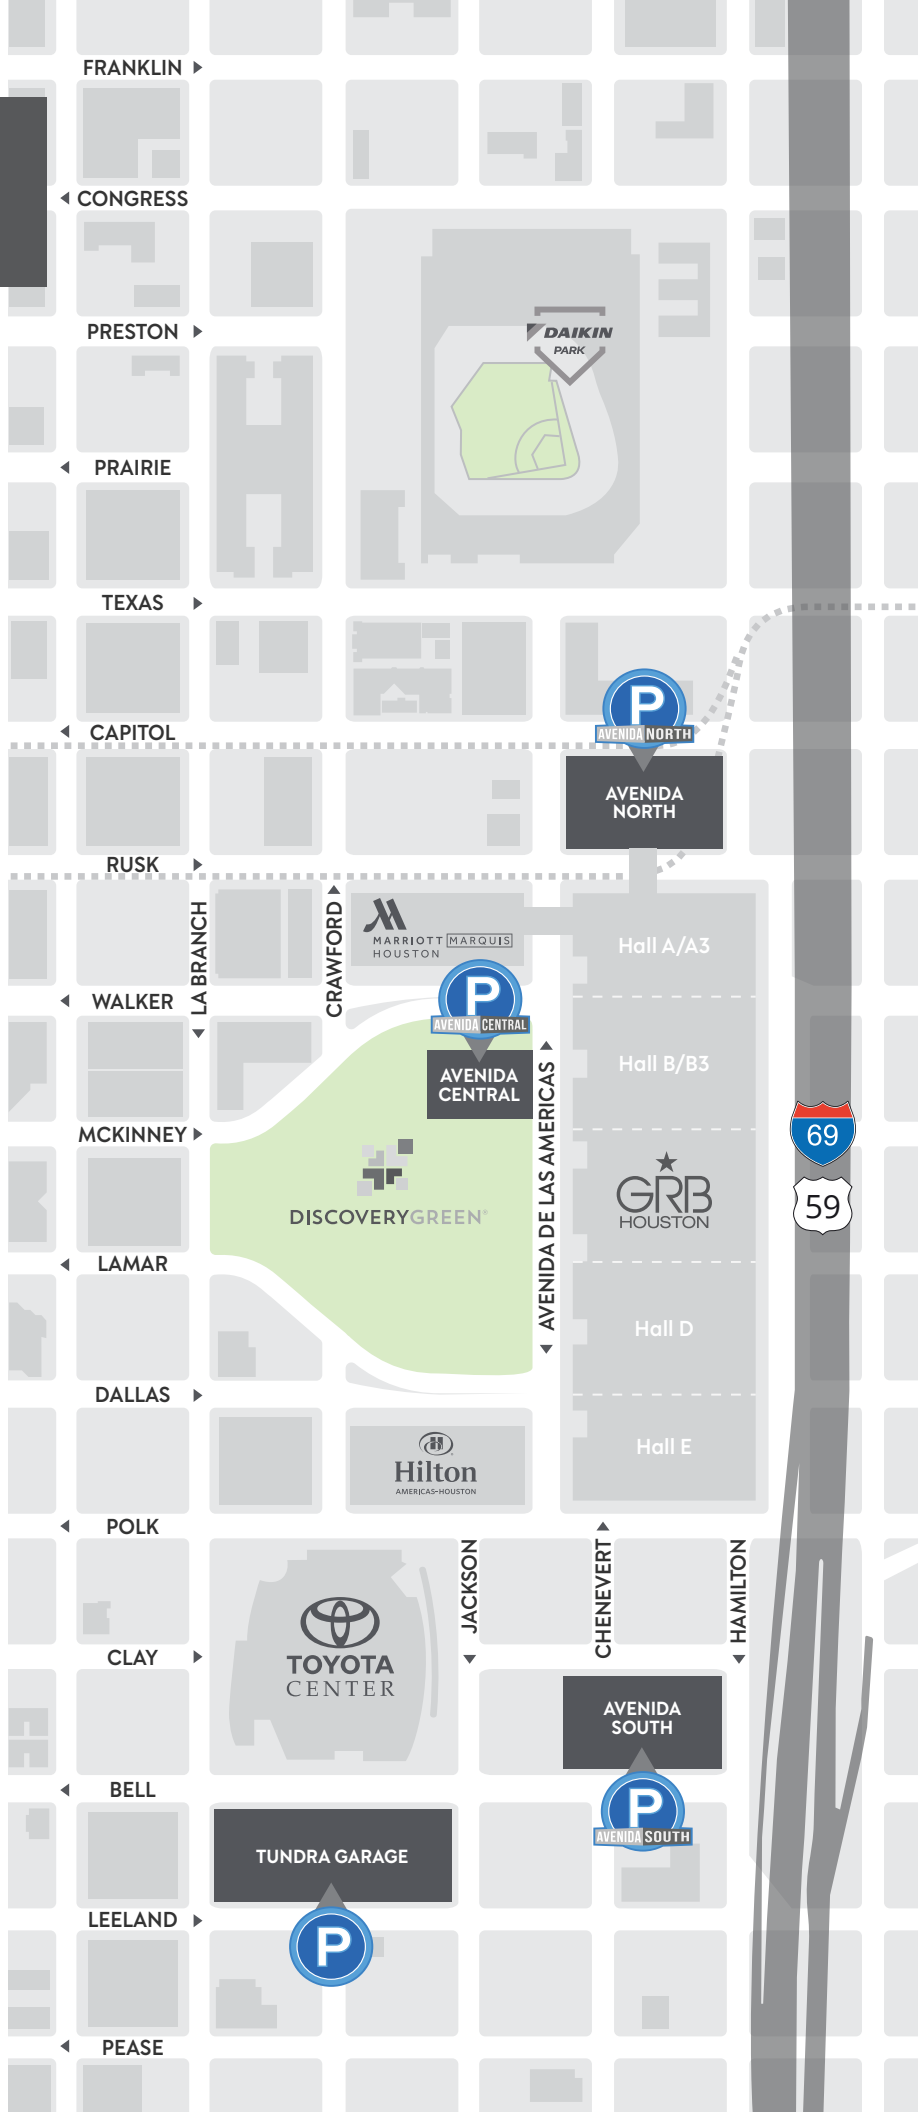 FRANKLIN
CONGRESS
PRESTON
DAIKIN
PARK
PRAIRIE
TEXAS
CAPITOL
P
AVENIDA NORTH
AVENIDA
NORTH
RUSK
LA BRANCH
CRAWFORD
MARRIOTT MARQUIS
HOUSTON
Hall A/A3
WALKER
P
AVENIDA CENTRAL
AVENIDA
CENTRAL
Hall B/B3
AVENIDA DE LAS AMERICAS
MCKINNEY
69
DISCOVERYGREEN®
GRB
HOUSTON
59
LAMAR
Hall D
DALLAS
Hilton
AMERICAS-HOUSTON
Hall E
POLK
JACKSON
CHENEVERT
HAMILTON
TOYOTA
CENTER
CLAY
AVENIDA
SOUTH
BELL
P
AVENIDA SOUTH
TUNDRA GARAGE
LEELAND
P
PEASE